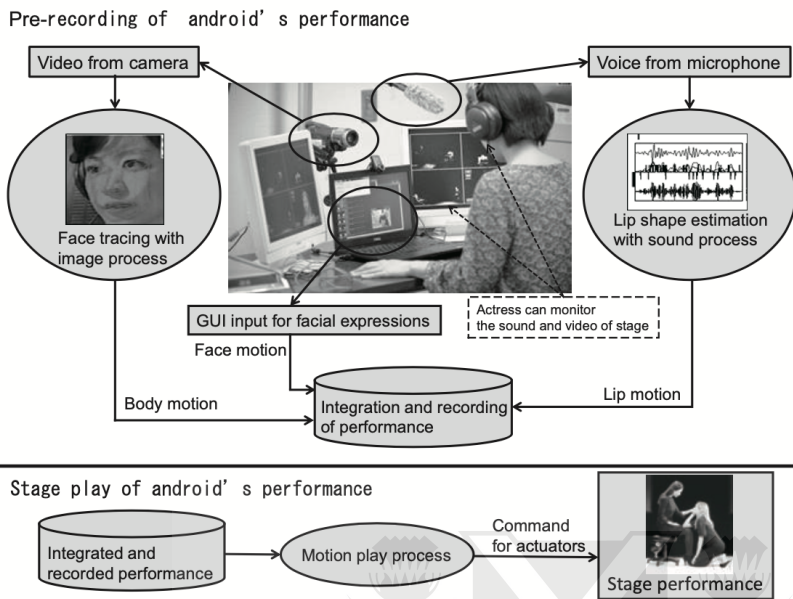 Pre-recording of android's performance
Video from camera
Voice from microphone
Face tracing with
image process
Lip shape estimation
with sound process
GUI input for facial expressions
Actress can monitor
the sound and video of stage
Face motion
Body motion
Lip motion
Integration and recording
of performance
Stage play of android's performance
Integrated and
recorded performance
Motion play process
Command
for actuators
Stage performance